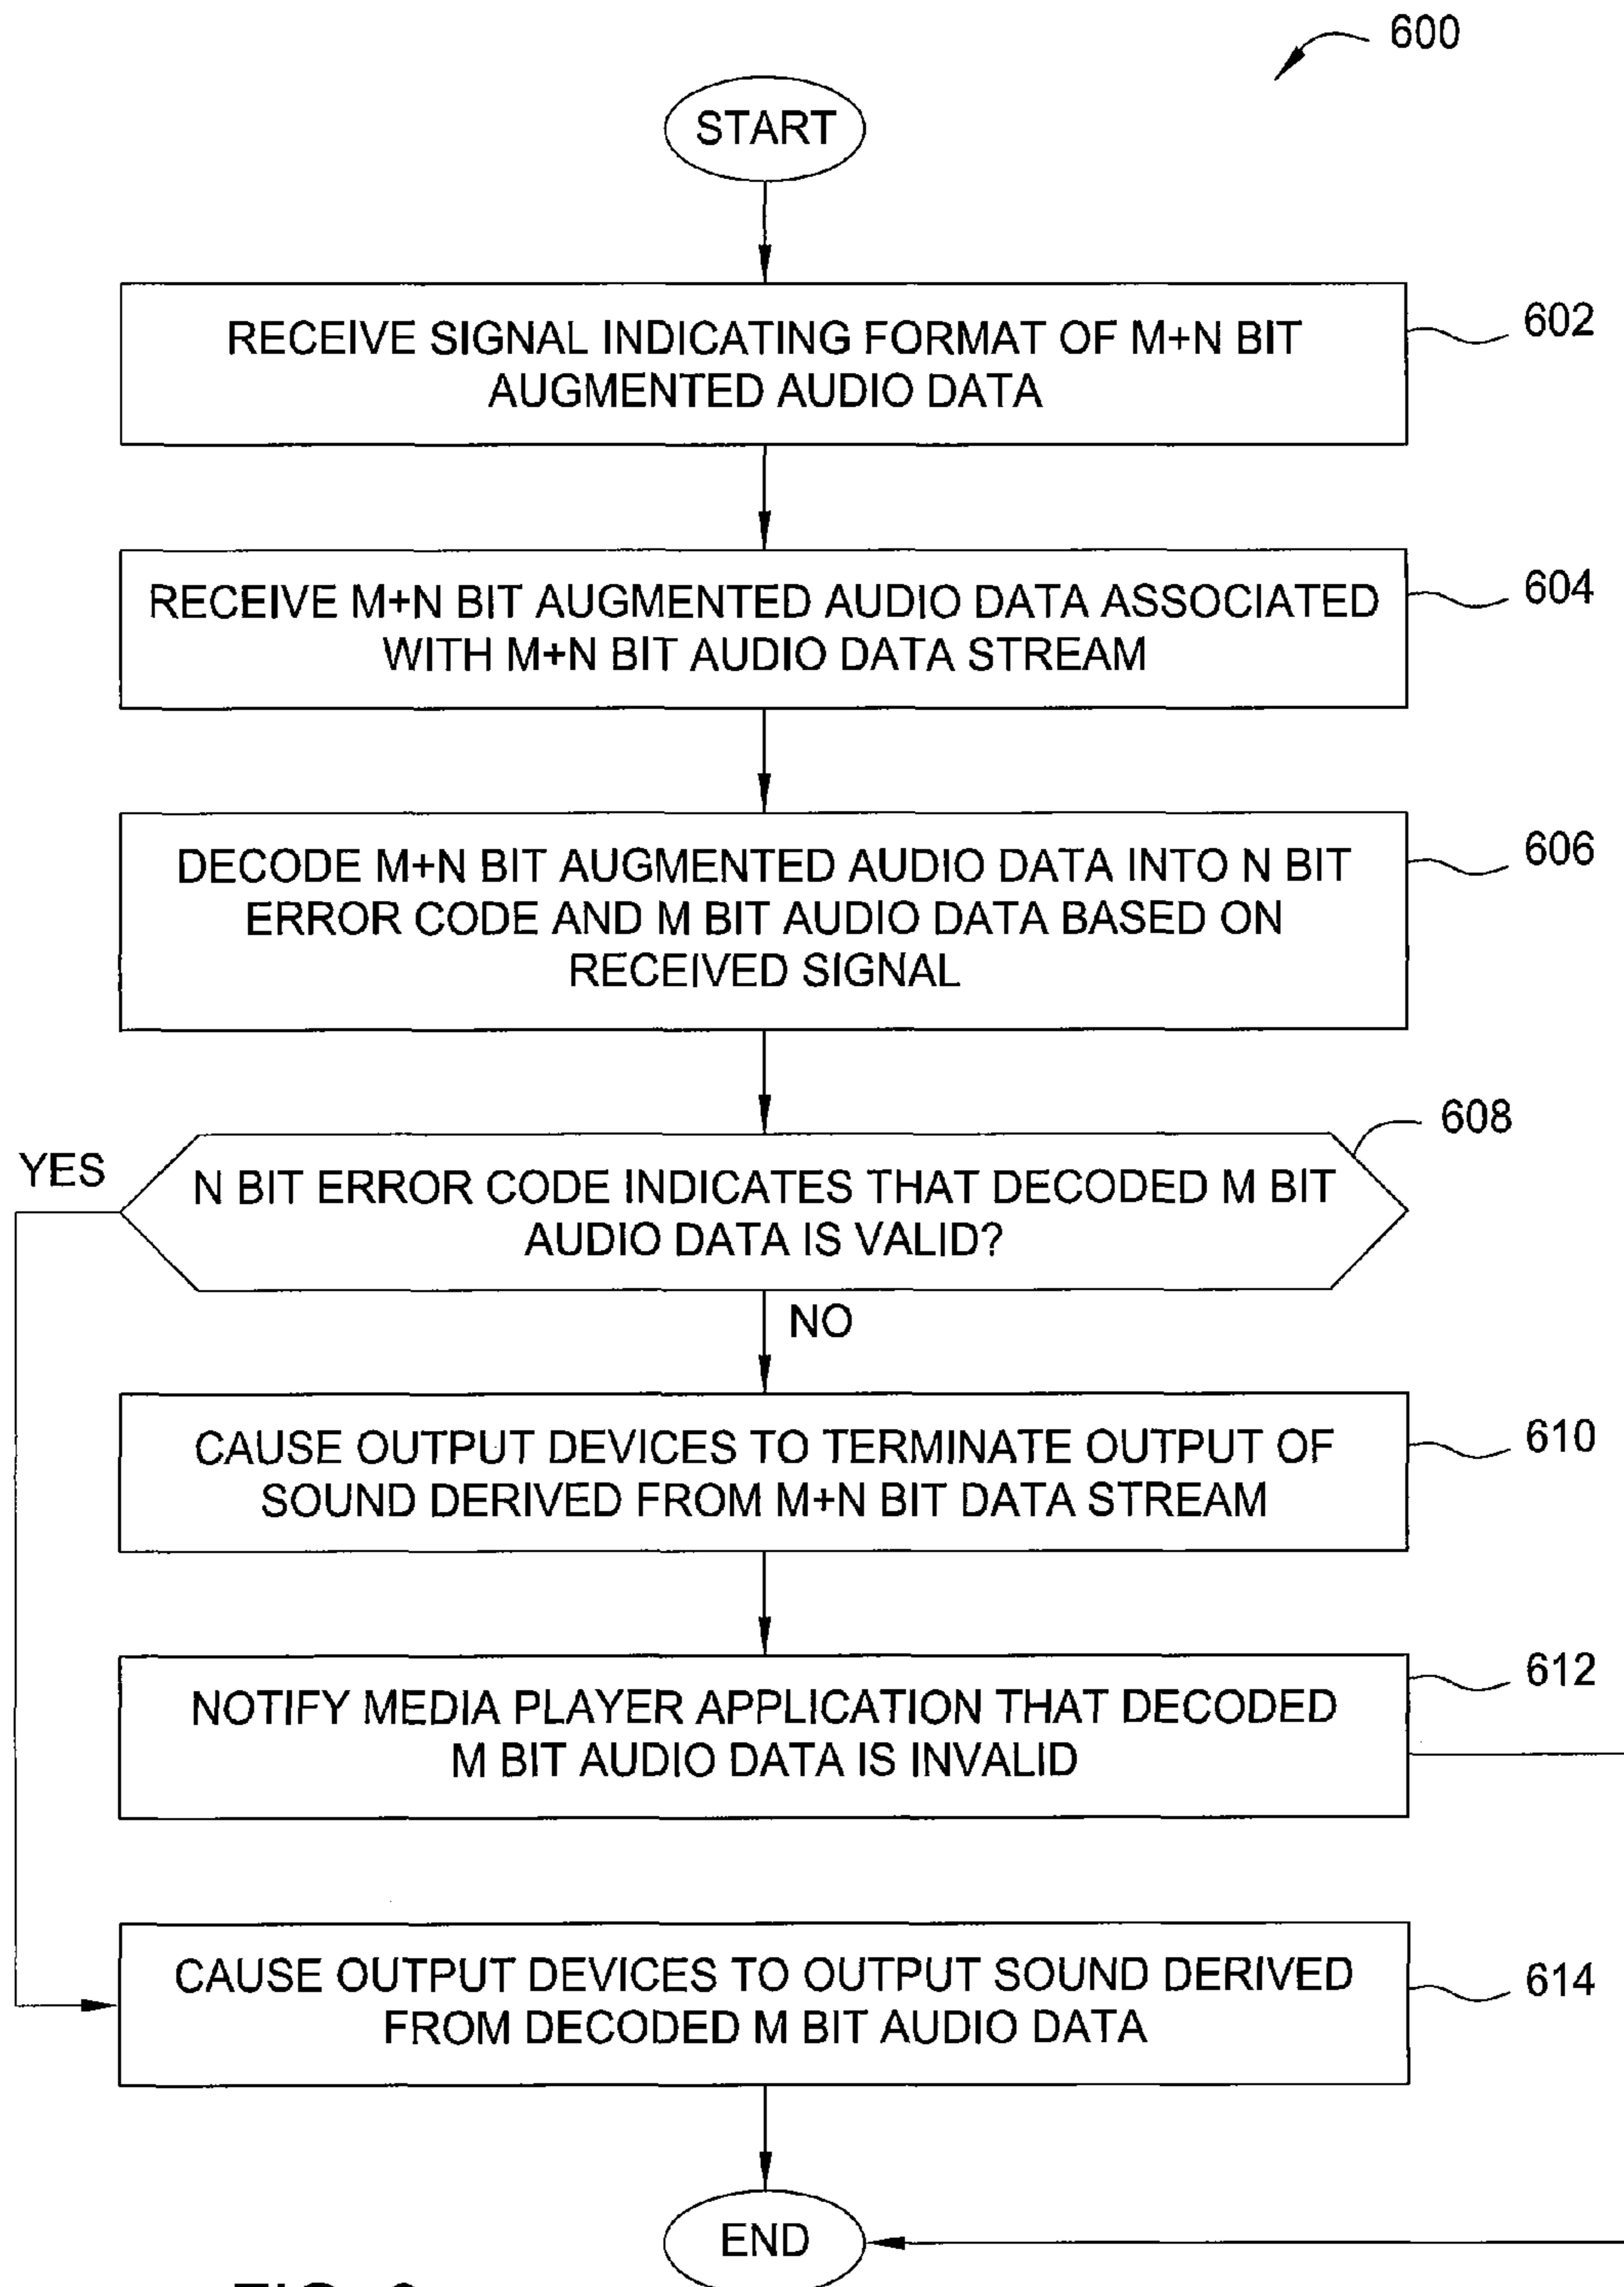 600
START
RECEIVE SIGNAL INDICATING FORMAT OF M+N BIT
AUGMENTED AUDIO DATA
602
RECEIVE M+N BIT AUGMENTED AUDIO DATA ASSOCIATED
WITH M+N BIT AUDIO DATA STREAM
604
DECODE M+N BIT AUGMENTED AUDIO DATA INTO N BIT
ERROR CODE AND M BIT AUDIO DATA BASED ON
RECEIVED SIGNAL
606
608
YES
N BIT ERROR CODE INDICATES THAT DECODED M BIT
AUDIO DATA IS VALID?
NO
CAUSE OUTPUT DEVICES TO TERMINATE OUTPUT OF
SOUND DERIVED FROM M+N BIT DATA STREAM
610
NOTIFY MEDIA PLAYER APPLICATION THAT DECODED
M BIT AUDIO DATA IS INVALID
612
CAUSE OUTPUT DEVICES TO OUTPUT SOUND DERIVED
FROM DECODED M BIT AUDIO DATA
614
END